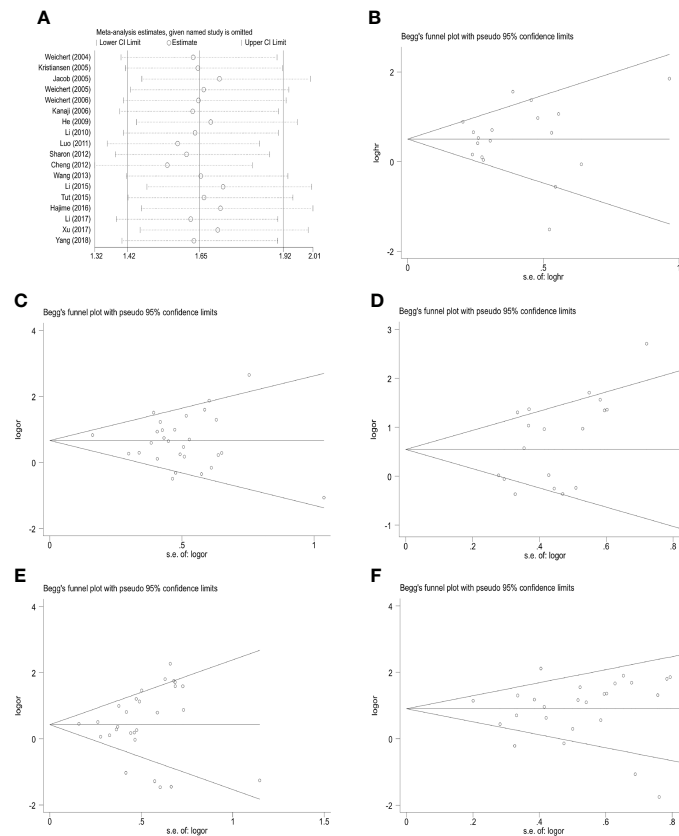 A
Meta-analysis estimates, given named study is omitted
Lower CI Limit Estimate Upper CI Limit
Weichert (2004)
Kristiansen (2005)
Jacob (2005)
Weichert (2005)
Weichert (2006)
Kanaji (2006)
He (2009)
Li (2010)
Luo (2011)
Sharon (2012)
Cheng (2012)
Wang (2013)
Li (2015)
Tut (2015)
Hajime (2016)
Li (2017)
Xu (2017)
Yang (2018)
1.32 1.42 1.65 1.92 2.01
B
Begg's funnel plot with pseudo 95% confidence limits
loghr
2
0
-2
0 .5 1
s.e. of: loghr
C
Begg's funnel plot with pseudo 95% confidence limits
logor
4
2
0
-2
0 .5 1
s.e. of: logor
D
Begg's funnel plot with pseudo 95% confidence limits
logor
3
2
1
0
-1
0 .2 .4 .6 .8
s.e. of: logor
E
Begg's funnel plot with pseudo 95% confidence limits
logor
4
2
0
-2
0 .5 1 1.5
s.e. of: logor
F
Begg's funnel plot with pseudo 95% confidence limits
logor
4
2
0
-2
0 .2 .4 .6 .8
s.e. of: logor